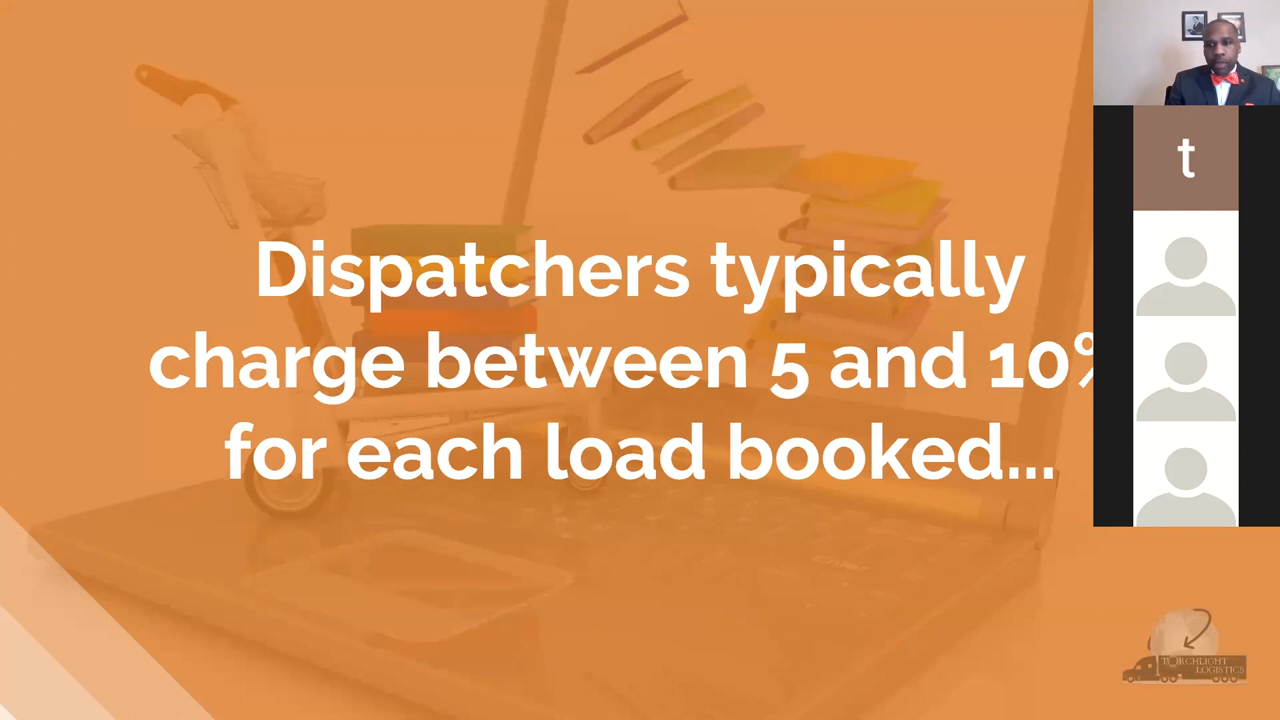 Dispatchers typically
charge between 5 and 10%
for each load booked...
t
TORCHLIGHT
LOGISTICS